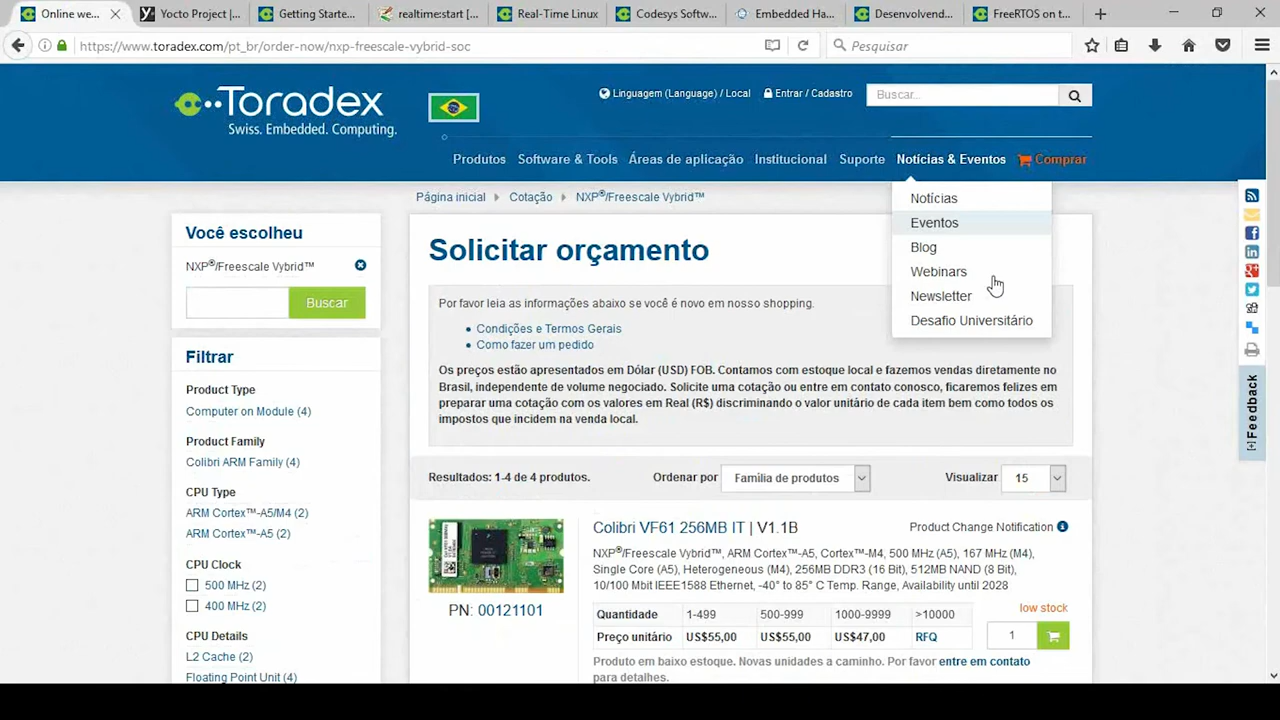 Online we...
Yocto Project |...
Getting Starte...
realtime:start [...
Real-Time Linux
Codesys Softw...
Embedded Ha...
Desenvolvend...
FreeRTOS on t...
https://www.toradex.com/pt_br/order-now/nxp-freescale-vybrid-soc
Pesquisar
Toradex
Swiss. Embedded. Computing.
Linguagem (Language) / Local
Entrar / Cadastro
Buscar...
Produtos
Software & Tools
Áreas de aplicação
Institucional
Suporte
Notícias & Eventos
Comprar
Notícias
Eventos
Blog
Webinars
Newsletter
Desafio Universitário
Página inicial
Cotação
NXP®/Freescale Vybrid™
Você escolheu
NXP®/Freescale Vybrid™
Buscar
Filtrar
Product Type
Computer on Module (4)
Product Family
Colibri ARM Family (4)
CPU Type
ARM Cortex™-A5/M4 (2)
ARM Cortex™-A5 (2)
CPU Clock
500 MHz (2)
400 MHz (2)
CPU Details
L2 Cache (2)
Floating Point Unit (4)
Solicitar orçamento
Por favor leia as informações abaixo se você é novo em nosso shopping.
• Condições e Termos Gerais
• Como fazer um pedido
Os preços estão apresentados em Dólar (USD) FOB. Contamos com estoque local e fazemos vendas diretamente no
Brasil, independente de volume negociado. Solicite uma cotação ou entre em contato conosco, ficaremos felizes em
preparar uma cotação com os valores em Real (R$) discriminando o valor unitário de cada item bem como todos os
impostos que incidem na venda local.
Resultados: 1-4 de 4 produtos.
Ordenar por
Família de produtos
Visualizar
15
Colibri VF61 256MB IT | V1.1B
Product Change Notification
NXP®/Freescale Vybrid™, ARM Cortex™-A5, Cortex™-M4, 500 MHz (A5), 167 MHz (M4),
Single Core (A5), Heterogeneous (M4), 256MB DDR3 (16 Bit), 512MB NAND (8 Bit),
10/100 Mbit IEEE1588 Ethernet, -40° to 85° C Temp. Range, Availability until 2028
PN: 00121101
low stock
Quantidade 1-499 500-999 1000-9999 >10000
Preço unitário US$55,00 US$55,00 US$47,00 RFQ
1
Produto em baixo estoque. Novas unidades a caminho. Por favor entre em contato
para detalhes.
[+] Feedback